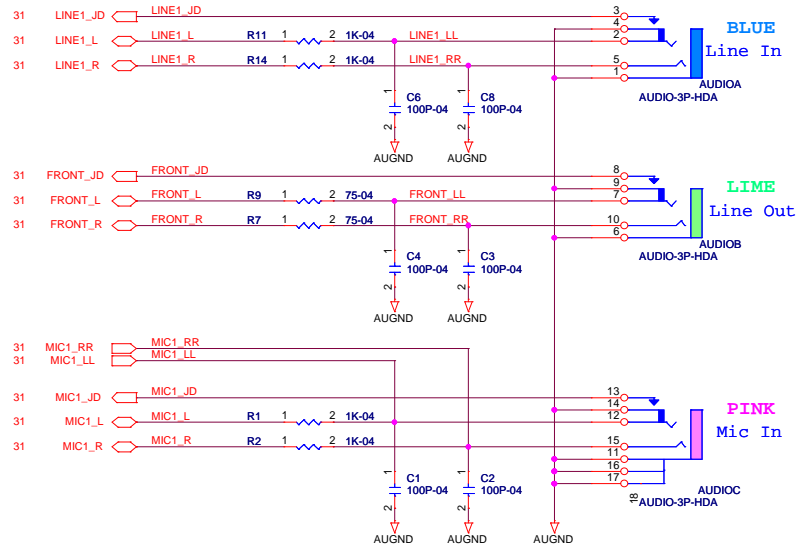 31 LINE1_JD LINE1_JD 3
4 BLUE
31 LINE1_L LINE1_L R11 1 2 1K-04 LINE1_LL 2 Line In
31 LINE1_R LINE1_R R14 1 2 1K-04 LINE1_RR 5
1 AUDIOA
AUDIO-3P-HDA
1 C6 1 C8
100P-04 100P-04
2 2
AUGND AUGND
31 FRONT_JD FRONT_JD 8
9 LIME
31 FRONT_L FRONT_L R9 1 2 75-04 FRONT_LL 7 Line Out
31 FRONT_R FRONT_R R7 1 2 75-04 FRONT_RR 10
6 AUDIOB
AUDIO-3P-HDA
1 C4 1 C3
100P-04 100P-04
2 2
AUGND AUGND
31 MIC1_RR MIC1_RR
31 MIC1_LL MIC1_LL
31 MIC1_JD MIC1_JD 13
14 PINK
31 MIC1_L MIC1_L R1 1 2 1K-04 12 Mic In
31 MIC1_R MIC1_R R2 1 2 1K-04 15
11
16
17
18 AUDIOC
AUDIO-3P-HDA
1 C1 1 C2
100P-04 100P-04
2 2
AUGND AUGND AUGND